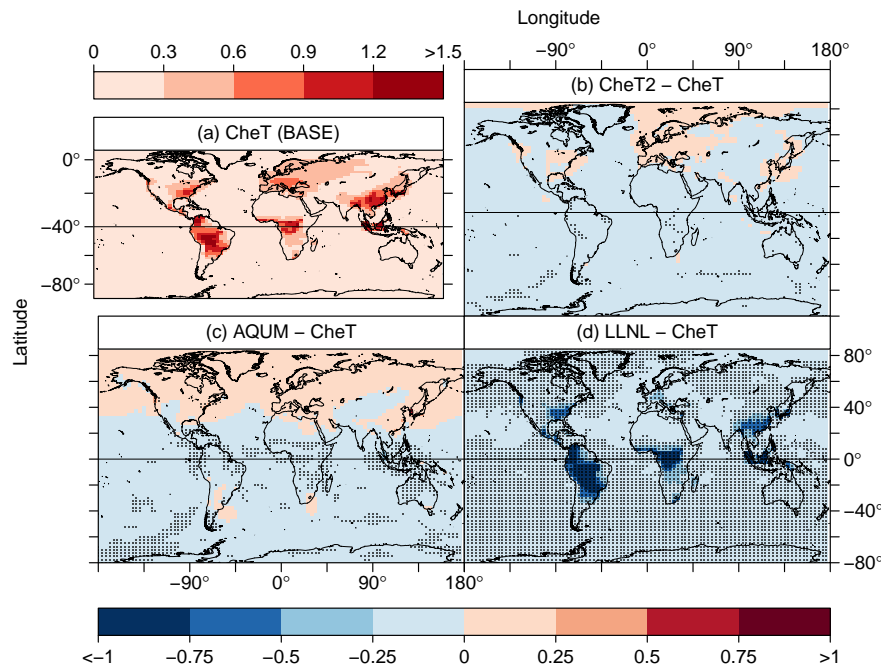 Longitude
0 0.3 0.6 0.9 1.2 >1.5
−90° 0° 90° 180°
(b) CheT2 − CheT
(a) CheT (BASE)
0°
−40°
−80°
Latitude
(c) AQUM − CheT
(d) LLNL − CheT
80°
40°
0°
−40°
−80°
−90° 0° 90° 180°
<−1 −0.75 −0.5 −0.25 0 0.25 0.5 0.75 >1